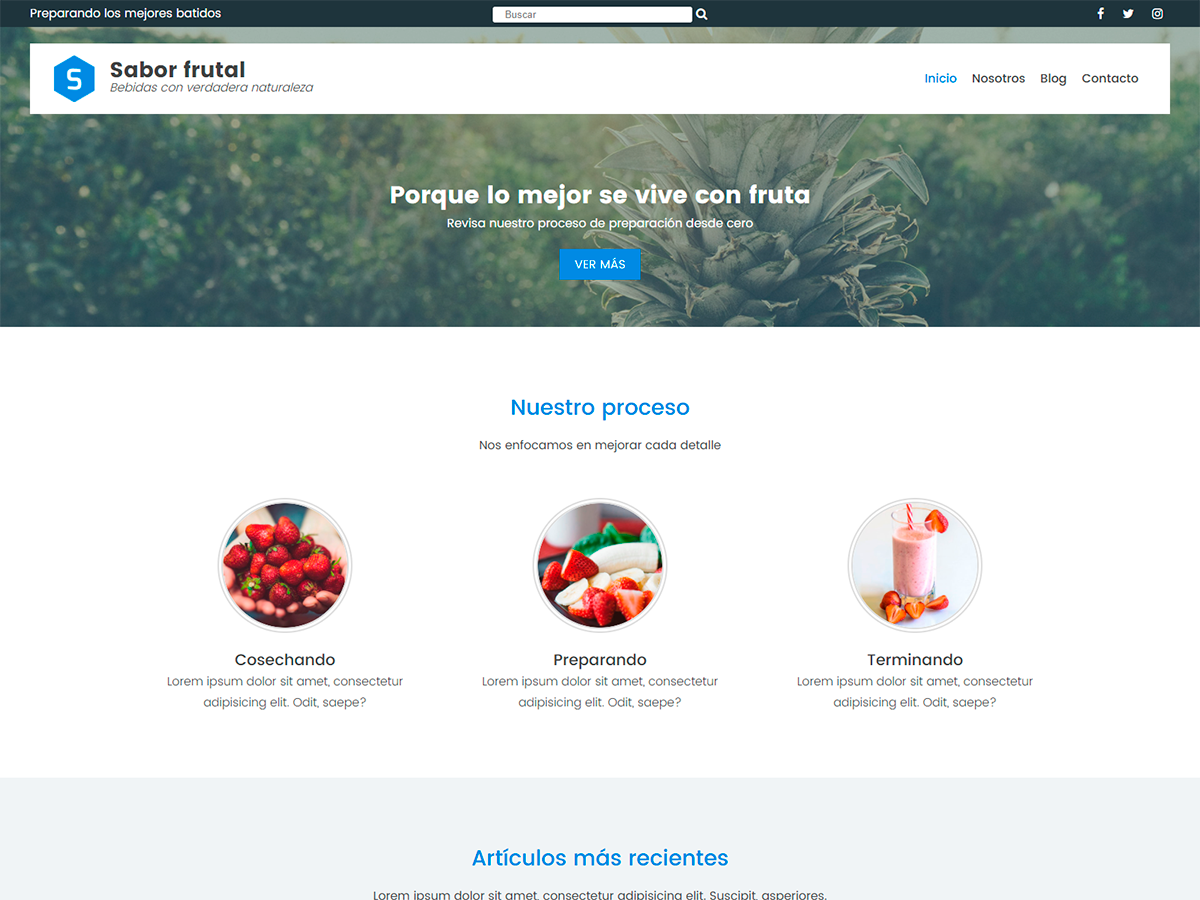 Preparando los mejores batidos
Buscar
S
Sabor frutal
Bebidas con verdadera naturaleza
Inicio Nosotros Blog Contacto
Porque lo mejor se vive con fruta
Revisa nuestro proceso de preparación desde cero
VER MÁS
Nuestro proceso
Nos enfocamos en mejorar cada detalle
Cosechando
Lorem ipsum dolor sit amet, consectetur
adipisicing elit. Odit, saepe?
Preparando
Lorem ipsum dolor sit amet, consectetur
adipisicing elit. Odit, saepe?
Terminando
Lorem ipsum dolor sit amet, consectetur
adipisicing elit. Odit, saepe?
Artículos más recientes
Lorem ipsum dolor sit amet, consectetur adipisicing elit. Suscipit, asperiores.